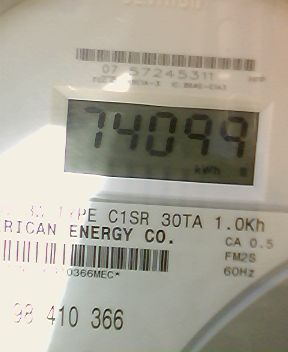 07 57245311
74099
kWh
TYPE C1SR 30TA 1.0Kh
RICAN ENERGY CO.
CA 0.5
FM2S
0366MEC*
60Hz
98 410 366